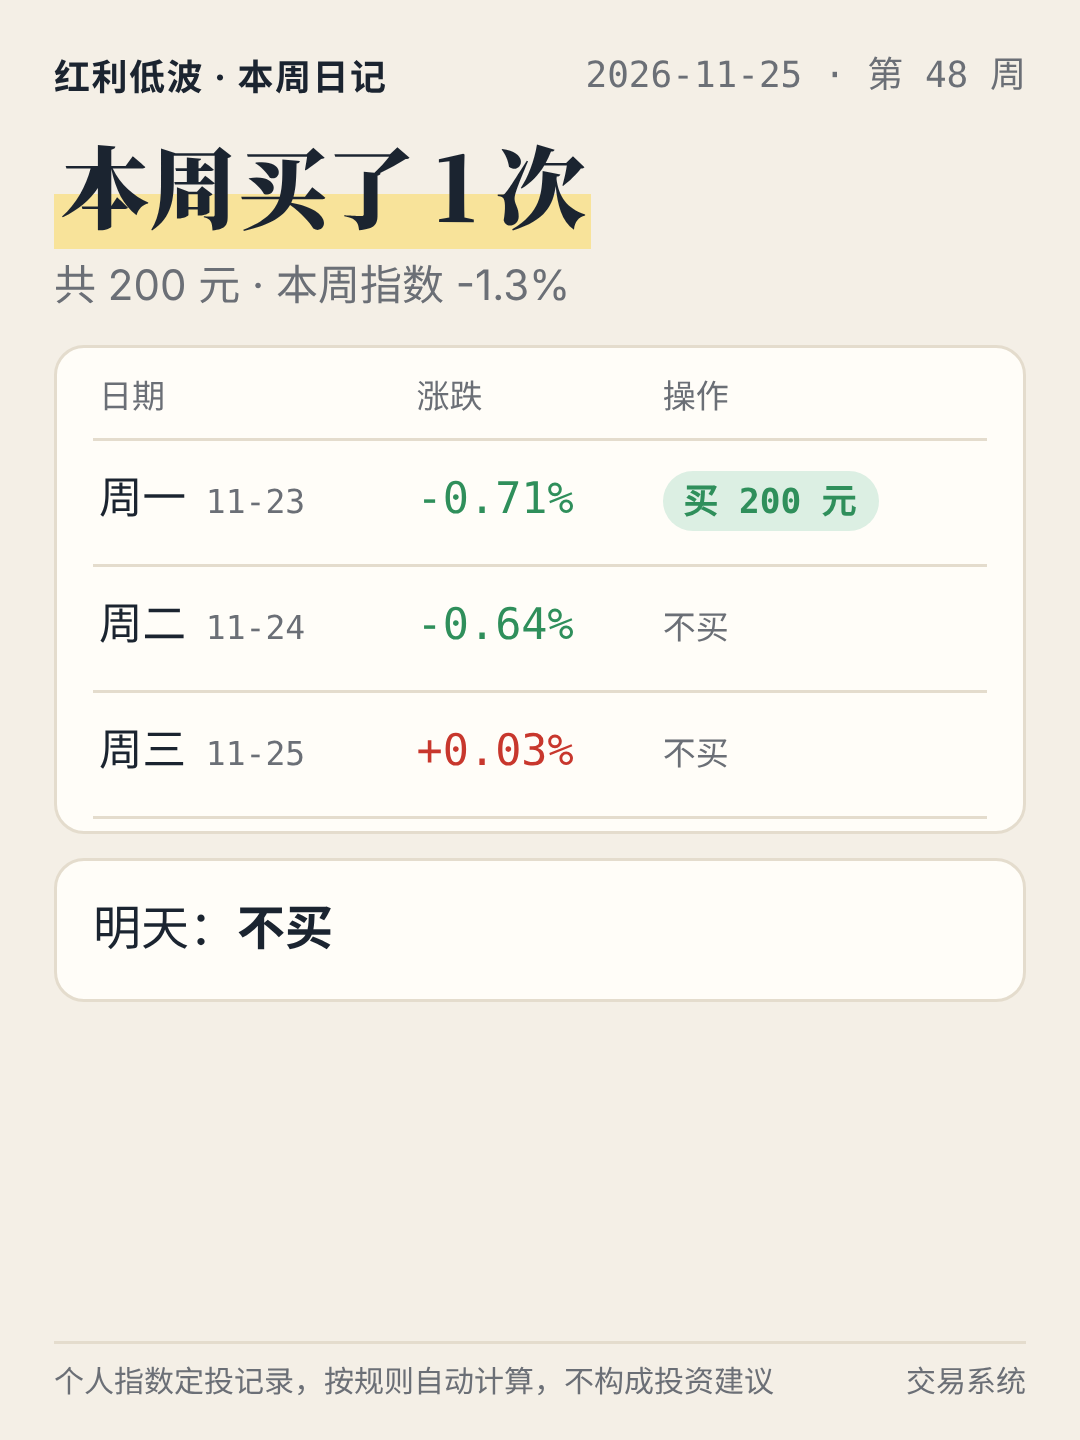 红利低波 · 本周日记
2026-11-25 · 第 48 周
本周买了 1 次
共 200 元 · 本周指数 -1.3%
日期 涨跌 操作
周一 11-23 -0.71% 买 200 元
周二 11-24 -0.64% 不买
周三 11-25 +0.03% 不买
明天：不买
个人指数定投记录，按规则自动计算，不构成投资建议 交易系统